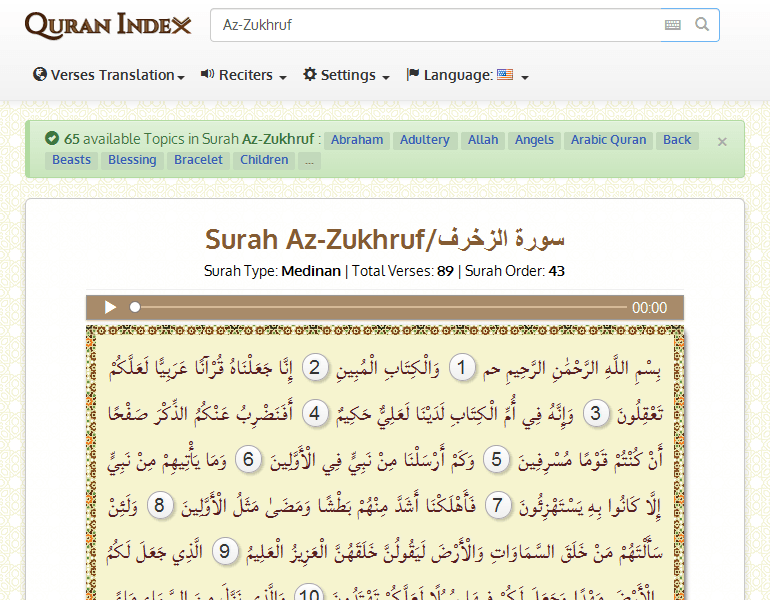 QURAN INDEX
Az-Zukhruf
Verses Translation Reciters Settings Language:
65 available Topics in Surah Az-Zukhruf : Abraham Adultery Allah Angels Arabic Quran Back ×
Beasts Blessing Bracelet Children ...
Surah Az-Zukhruf/سورة الزخرف
Surah Type: Medinan | Total Verses: 89 | Surah Order: 43
00:00
بِسْمِ اللَّهِ الرَّحْمَٰنِ الرَّحِيمِ حم 1 وَالْكِتَابِ الْمُبِينِ 2 إِنَّا جَعَلْنَاهُ قُرْآنًا عَرَبِيًّا لَعَلَّكُمْ
تَعْقِلُونَ 3 وَإِنَّهُ فِي أُمِّ الْكِتَابِ لَدَيْنَا لَعَلِيٌّ حَكِيمٌ 4 أَفَنَضْرِبُ عَنْكُمُ الذِّكْرَ صَفْحًا
أَنْ كُنْتُمْ قَوْمًا مُسْرِفِينَ 5 وَكَمْ أَرْسَلْنَا مِنْ نَبِيٍّ فِي الْأَوَّلِينَ 6 وَمَا يَأْتِيهِمْ مِنْ نَبِيٍّ
إِلَّا كَانُوا بِهِ يَسْتَهْزِئُونَ 7 فَأَهْلَكْنَا أَشَدَّ مِنْهُمْ بَطْشًا وَمَضَىٰ مَثَلُ الْأَوَّلِينَ 8 وَلَئِنْ
سَأَلْتَهُمْ مَنْ خَلَقَ السَّمَاوَاتِ وَالْأَرْضَ لَيَقُولُنَّ خَلَقَهُنَّ الْعَزِيزُ الْعَلِيمُ 9 الَّذِي جَعَلَ لَكُمُ
10